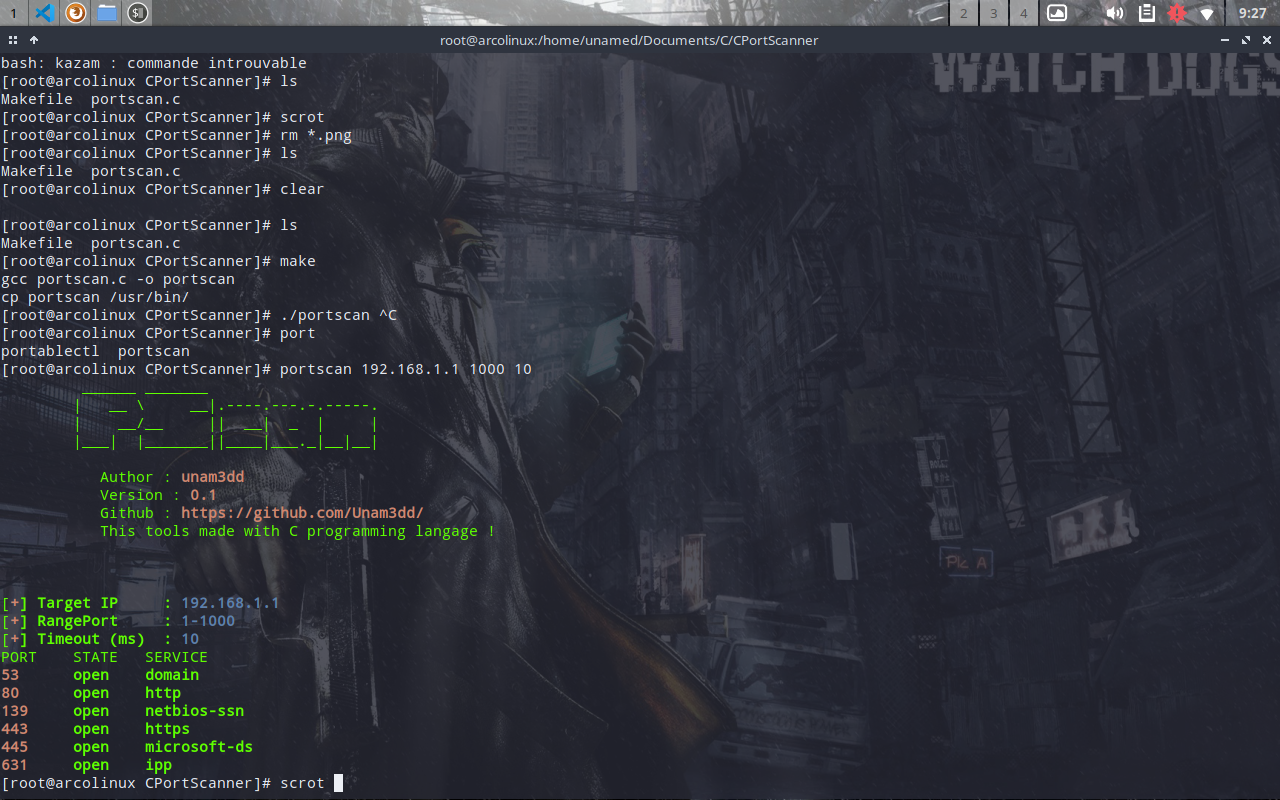 1
2 3 4
9:27
root@arcolinux:/home/unamed/Documents/C/CPortScanner
WATCH_DOGS
bash: kazam : commande introuvable
[root@arcolinux CPortScanner]# ls
Makefile  portscan.c
[root@arcolinux CPortScanner]# scrot
[root@arcolinux CPortScanner]# rm *.png
[root@arcolinux CPortScanner]# ls
Makefile  portscan.c
[root@arcolinux CPortScanner]# clear
[root@arcolinux CPortScanner]# ls
Makefile  portscan.c
[root@arcolinux CPortScanner]# make
gcc portscan.c -o portscan
cp portscan /usr/bin/
[root@arcolinux CPortScanner]# ./portscan ^C
[root@arcolinux CPortScanner]# port
portablectl  portscan
[root@arcolinux CPortScanner]# portscan 192.168.1.1 1000 10
Author : unam3dd
Version : 0.1
Github : https://github.com/Unam3dd/
This tools made with C programming langage !
Pic A
[+] Target IP     : 192.168.1.1
[+] RangePort     : 1-1000
[+] Timeout (ms)  : 10
PORT    STATE   SERVICE
53      open    domain
80      open    http
139     open    netbios-ssn
443     open    https
445     open    microsoft-ds
631     open    ipp
[root@arcolinux CPortScanner]# scrot